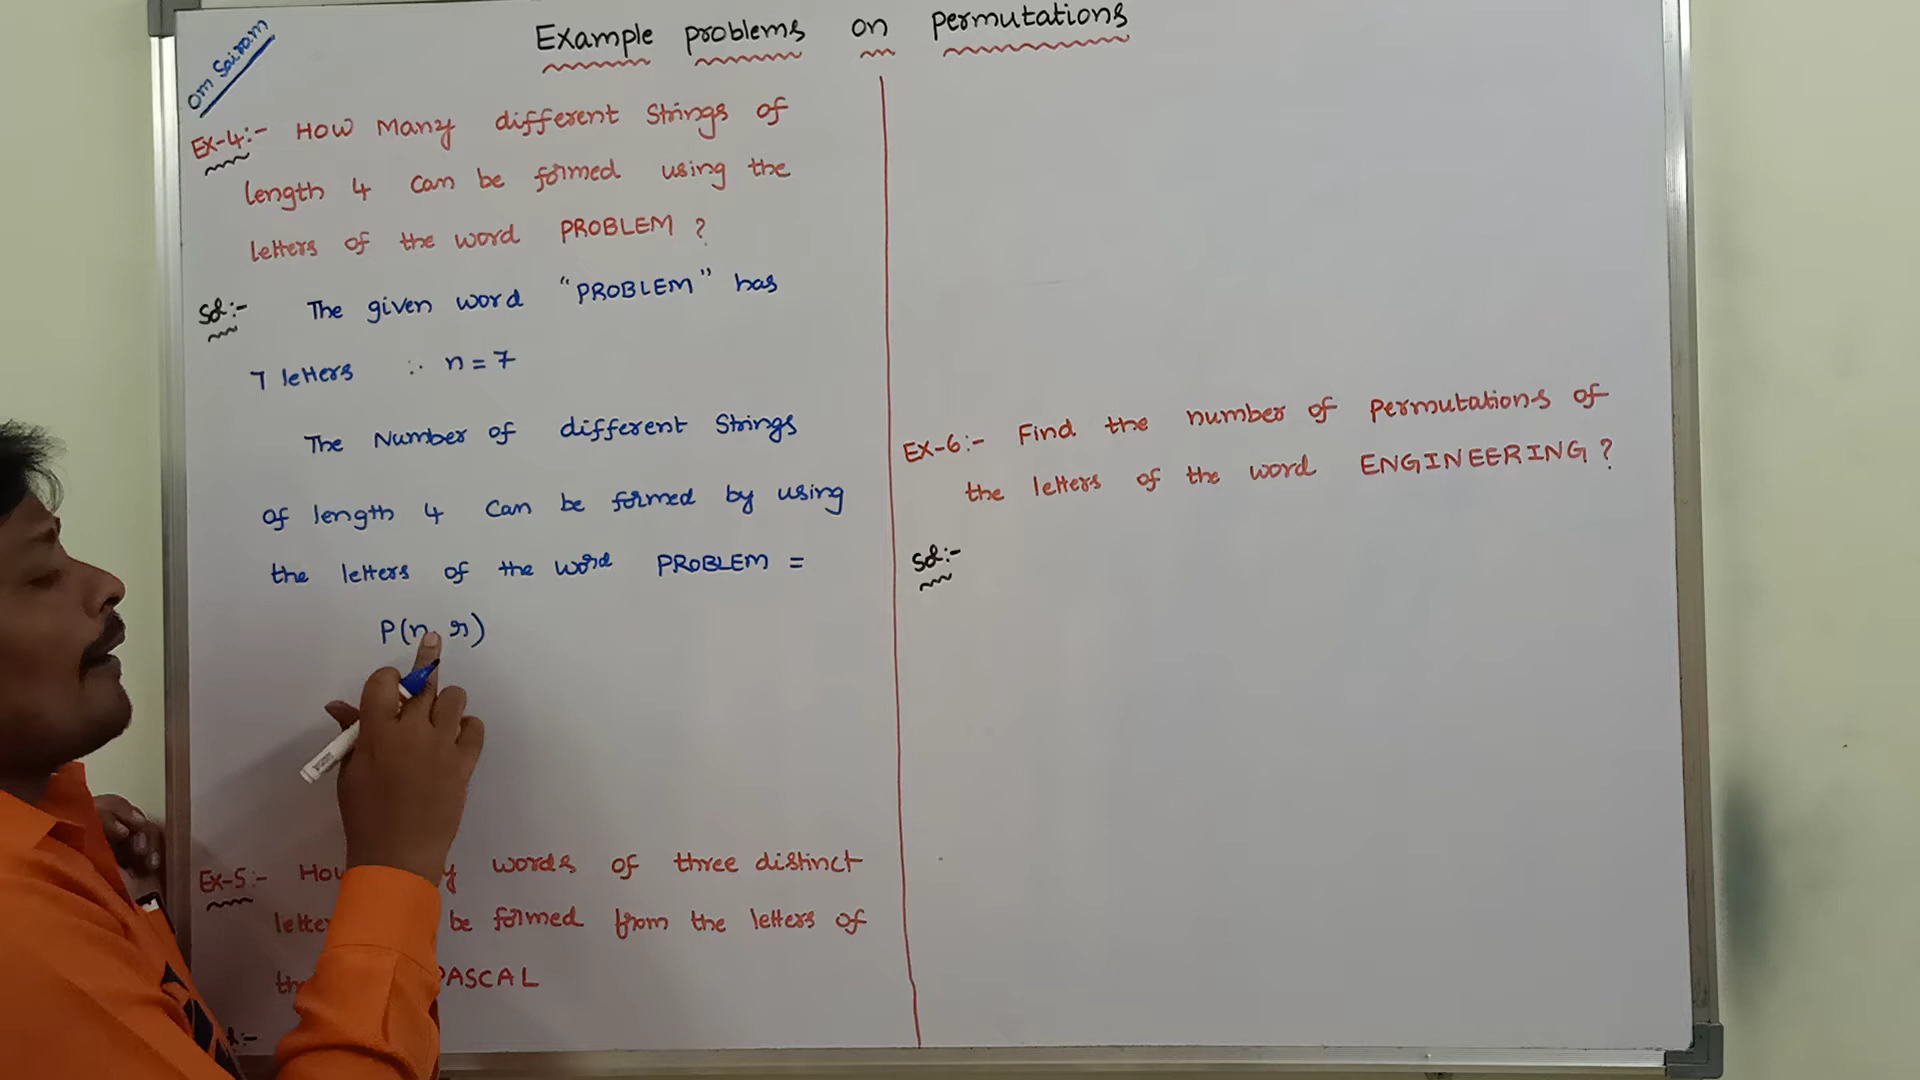 Om Sairam
Example problems on permutations
Ex-4:- How Many different Strings of
length 4 can be formed using the
letters of the word PROBLEM ?
Sol:- The given word "PROBLEM" has
7 letters ∴ n = 7
The Number of different Strings
of length 4 can be formed by using
the letters of the word PROBLEM =
P(n, r)
Ex-5:- words of three distinct
be formed from the letters of
PASCAL
Ex-6:- Find the number of permutations of
the letters of the word ENGINEERING ?
Sol:-